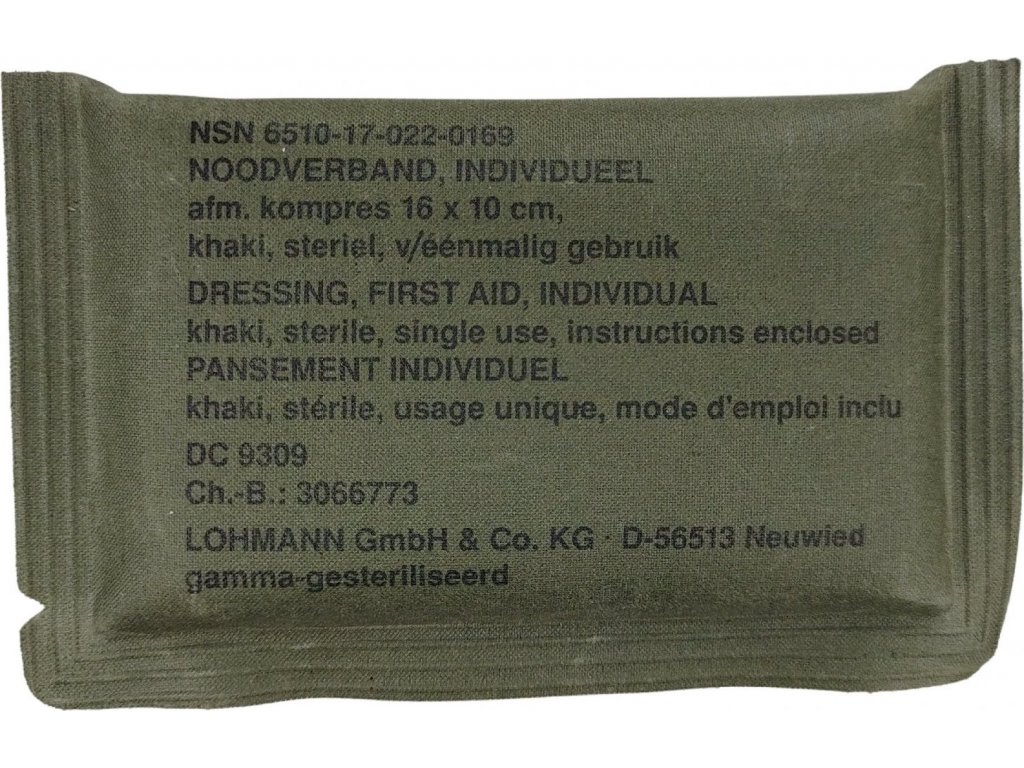 NSN 6510-17-022-0169
NOODVERBAND, INDIVIDUEEL
afm. kompres 16 x 10 cm,
khaki, steriel, v/éénmalig gebruik
DRESSING, FIRST AID, INDIVIDUAL
khaki, sterile, single use, instructions enclosed
PANSEMENT INDIVIDUEL
khaki, stérile, usage unique, mode d'emploi inclu
DC 9309
Ch.-B.: 3066773
LOHMANN GmbH & Co. KG · D-56513 Neuwied
gamma-gesteriliseerd